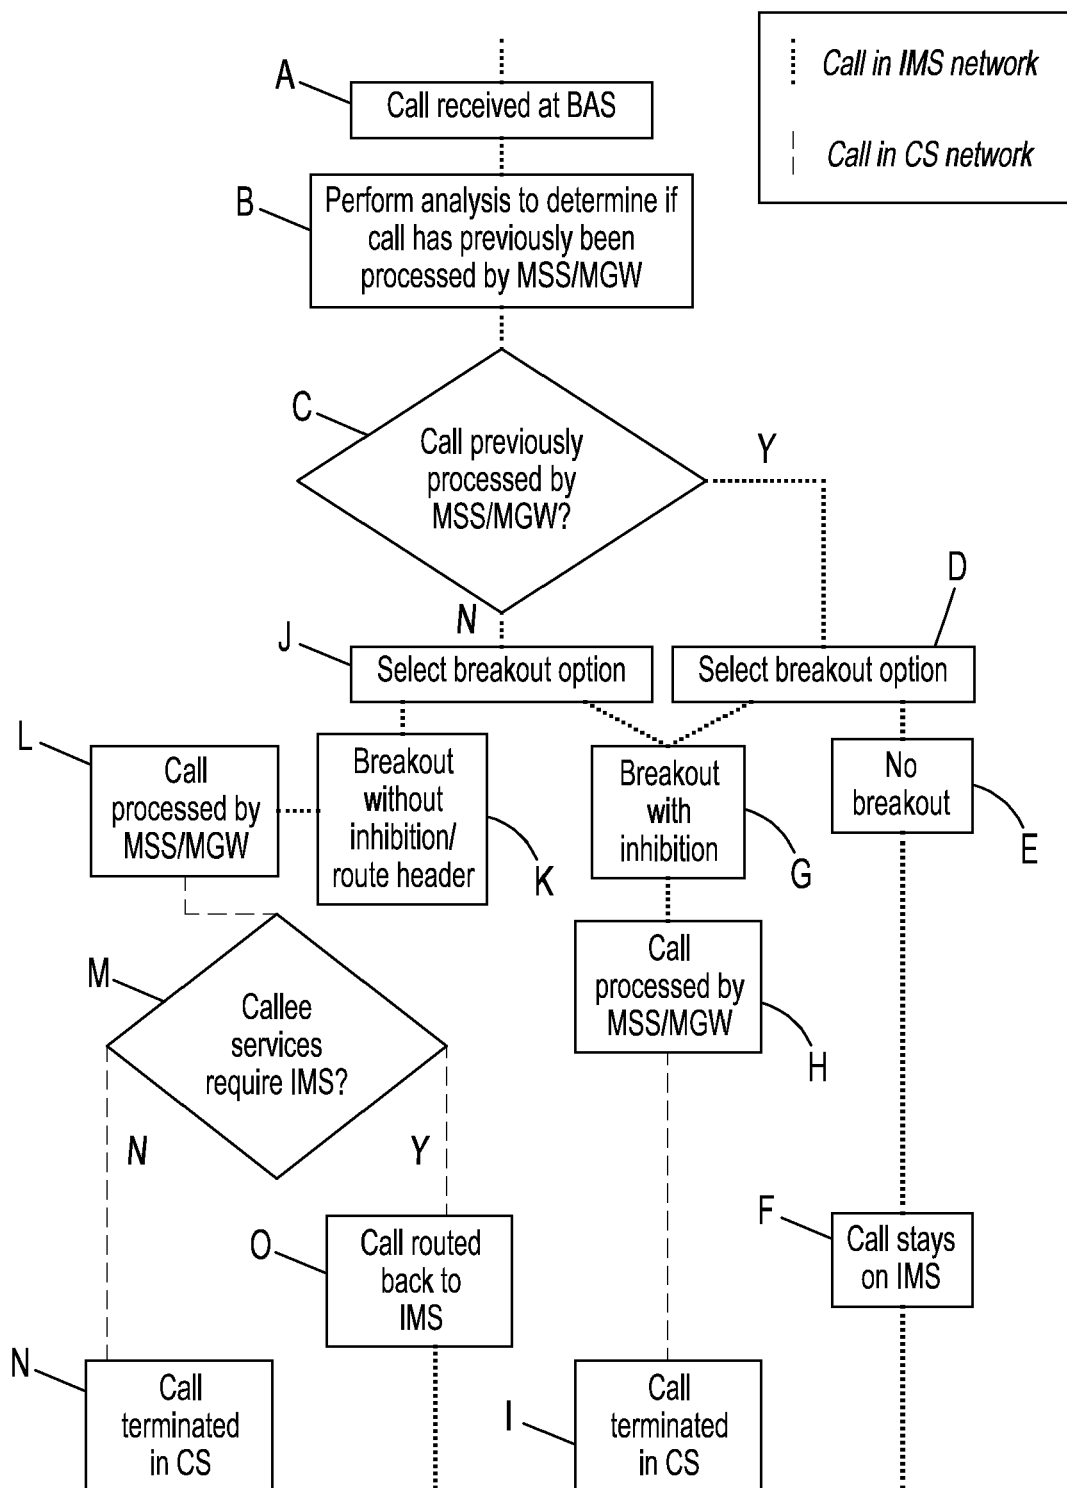 Call in IMS network
Call in CS network
A
Call received at BAS
B
Perform analysis to determine if
call has previously been
processed by MSS/MGW
C
Call previously
processed by
MSS/MGW?
Y
N
D
J
Select breakout option
Select breakout option
L
Call
processed by
MSS/MGW
Breakout
without
inhibition/
route header
K
Breakout
with
inhibition
G
No
breakout
E
Call
processed by
MSS/MGW
H
M
Callee
services
require IMS?
N
Y
O
Call routed
back to
IMS
F
Call stays
on IMS
N
Call
terminated
in CS
I
Call
terminated
in CS